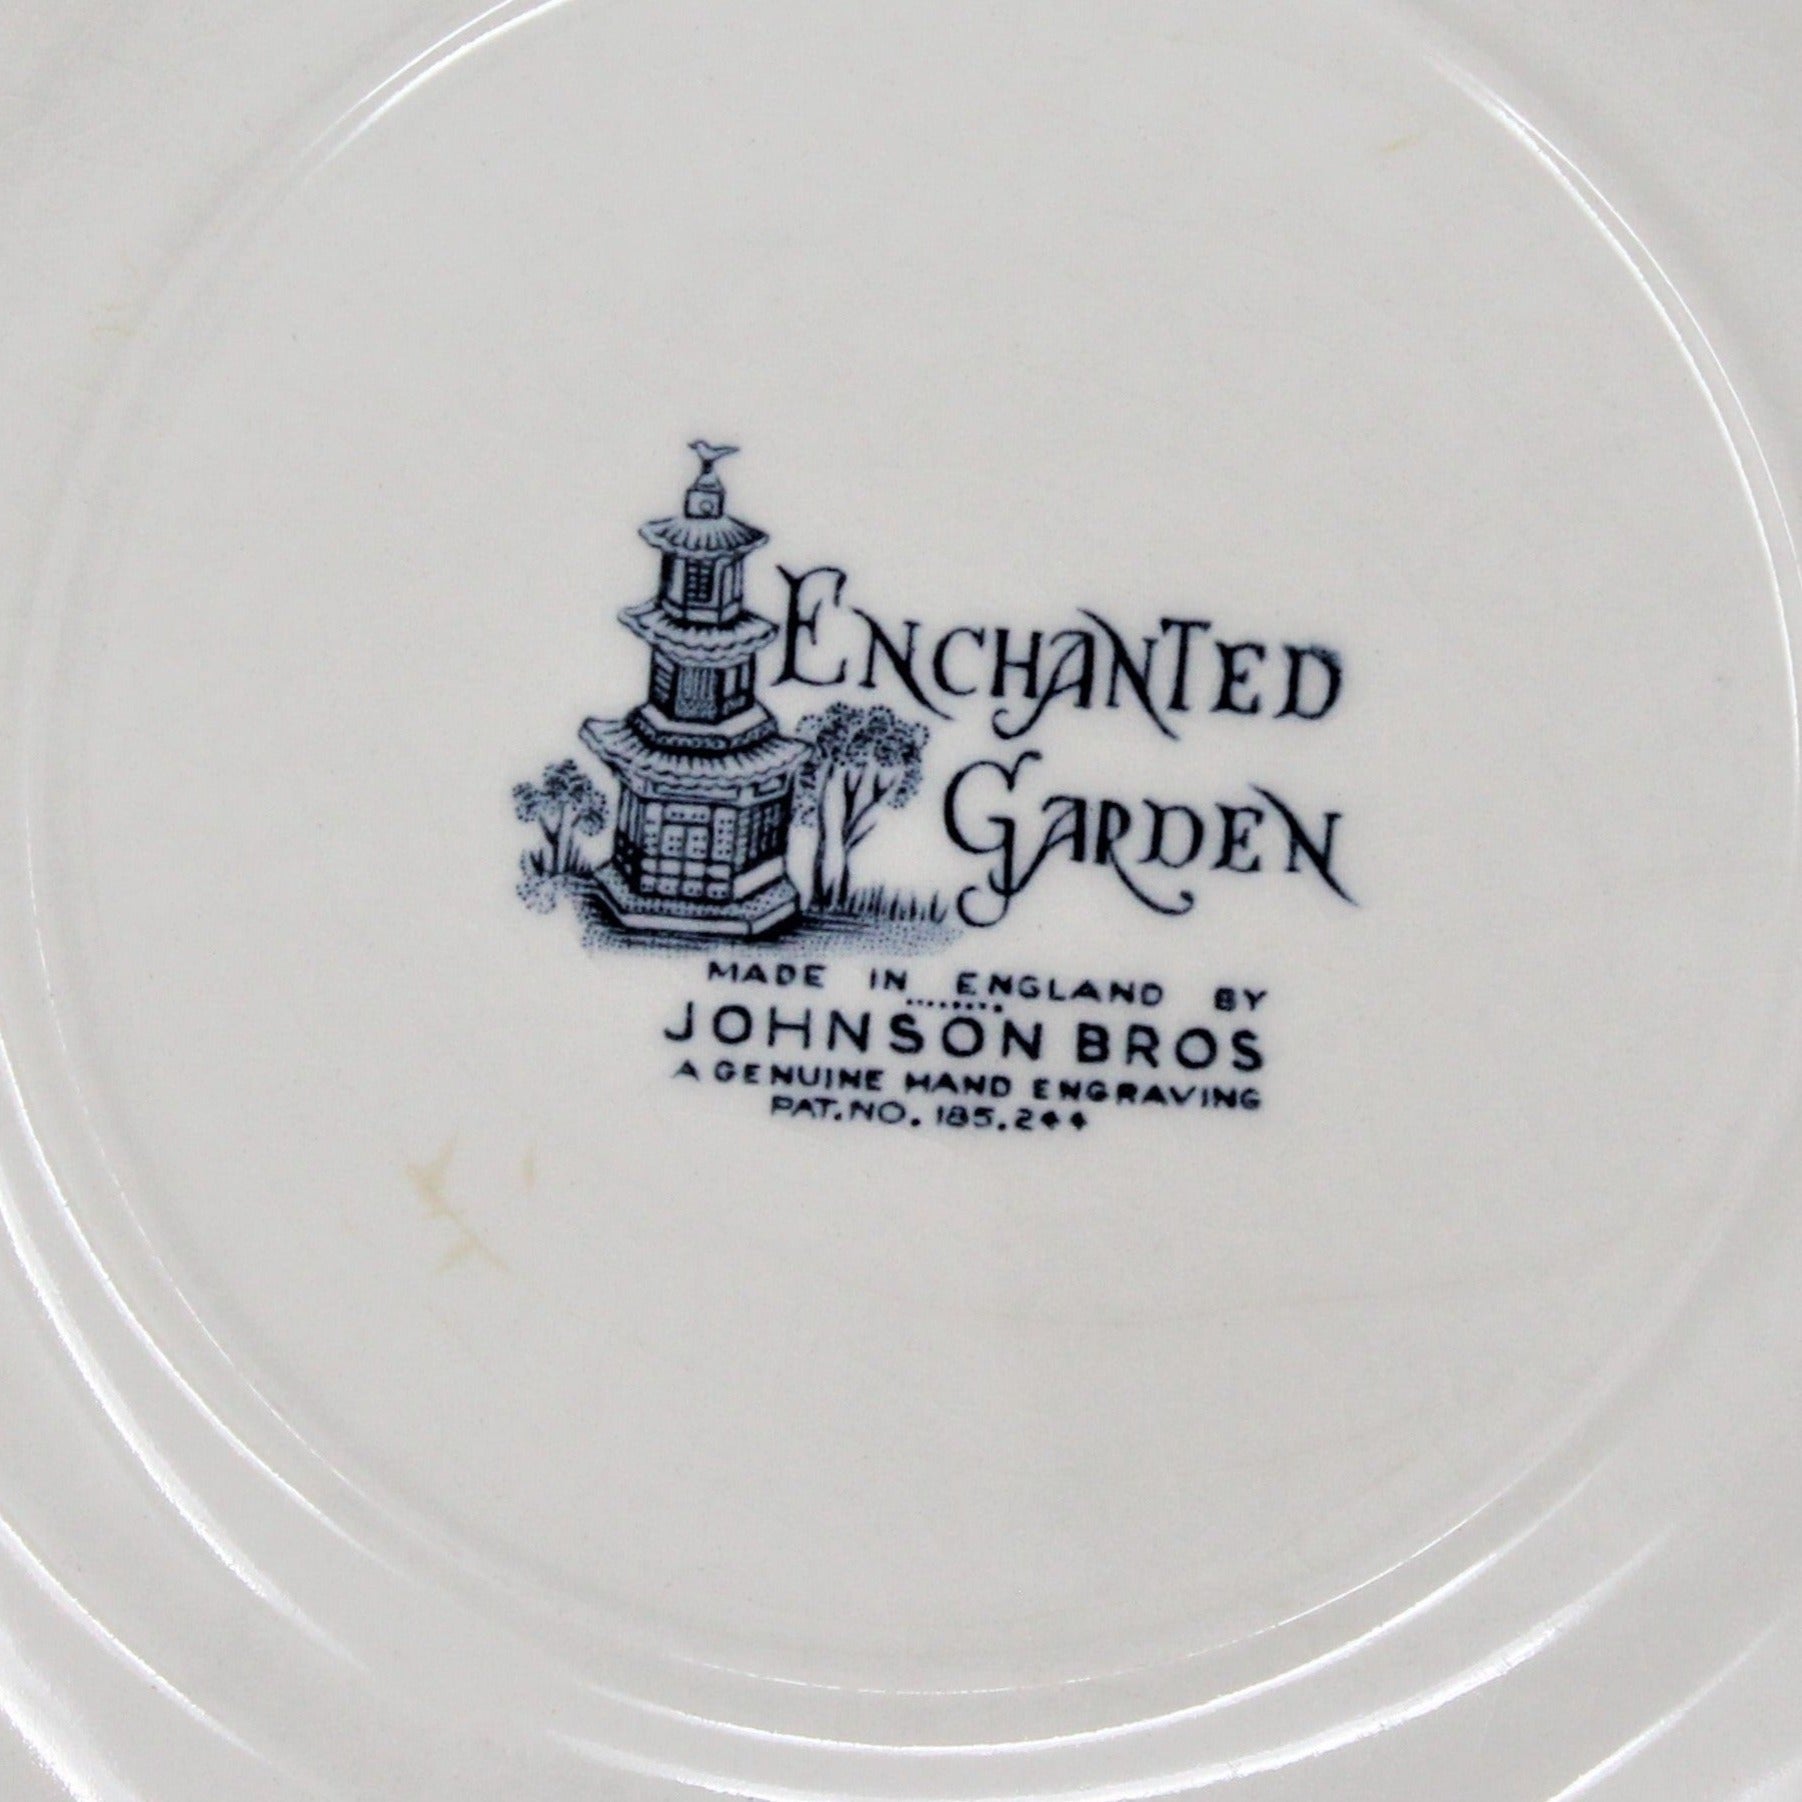 ENCHANTED
GARDEN
MADE IN ENGLAND BY
JOHNSON BROS
A GENUINE HAND ENGRAVING
PAT. NO. 185.244